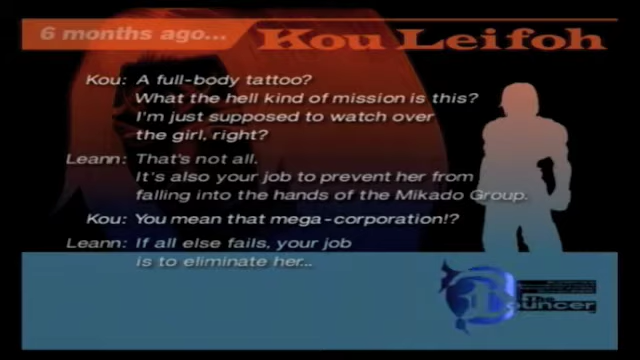 6 months ago...
Kou Leifoh
Kou: A full-body tattoo?
What the hell kind of mission is this?
I'm just supposed to watch over
the girl, right?
Leann: That's not all.
It's also your job to prevent her from
falling into the hands of the Mikado Group.
Kou: You mean that mega-corporation!?
Leann: If all else fails, your job
is to eliminate her...
The
Bouncer